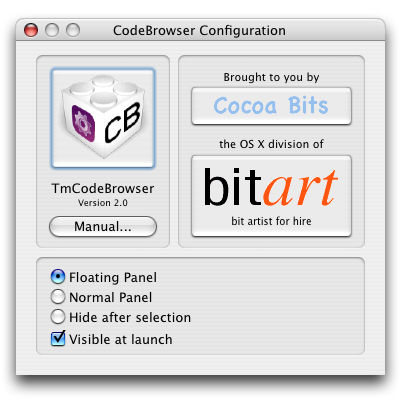 CodeBrowser Configuration
CB
TmCodeBrowser
Version 2.0
Manual...
Brought to you by
Cocoa Bits
the OS X division of
bitart
bit artist for hire
Floating Panel
Normal Panel
Hide after selection
Visible at launch